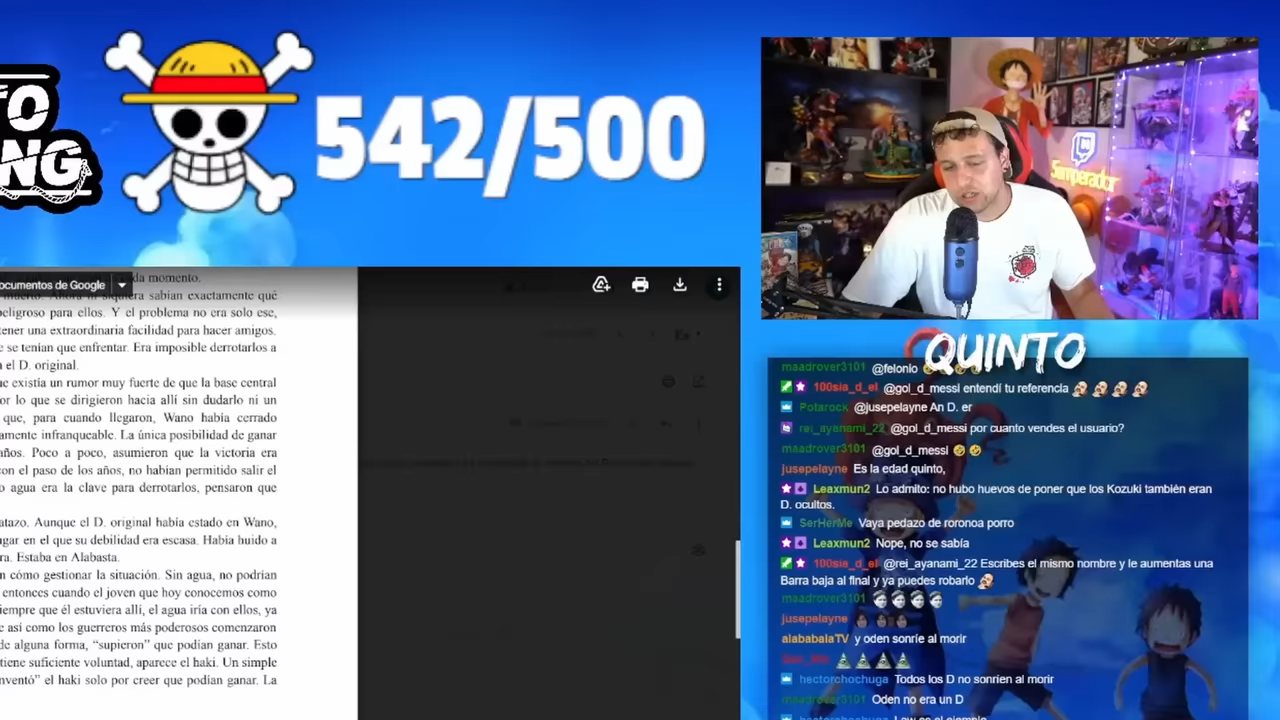 TO
NG
542/500
5imperador
da momento.
ocumentos de Google
sabían exactamente qué
peligroso para ellos. Y el problema no era solo ese,
tener una extraordinaria facilidad para hacer amigos.
e se tenían que enfrentar. Era imposible derrotarlos a
a el D. original.
ue existía un rumor muy fuerte de que la base central
or lo que se dirigieron hacia allí sin dudarlo ni un
que, para cuando llegaron, Wano había cerrado
amente infranqueable. La única posibilidad de ganar
años. Poco a poco, asumieron que la victoria era
con el paso de los años, no habían permitido salir el
o agua era la clave para derrotarlos, pensaron que
atazo. Aunque el D. original había estado en Wano,
ugar en el que su debilidad era escasa. Había huido a
ra. Estaba en Alabasta.
n cómo gestionar la situación. Sin agua, no podrían
entonces cuando el joven que hoy conocemos como
iempre que él estuviera allí, el agua iría con ellos, ya
e así como los guerreros más poderosos comenzaron
de alguna forma, “supieron” que podían ganar. Esto
tiene suficiente voluntad, aparece el haki. Un simple
nventó” el haki solo por creer que podían ganar. La
QUINTO
maadrover3101 @felonio
100sia_d_el @gol_d_messi entendí tu referencia
Potarock @jusepelayne An D. er
rei_ayanami_22 @gol_d_messi por cuanto vendes el usuario?
maadrover3101 @gol_d_messi
jusepelayne Es la edad quinto,
Leaxmun2 Lo admito: no hubo huevos de poner que los Kozuki también eran
D. ocultos.
SerHerMe Vaya pedazo de roronoa porro
Leaxmun2 Nope, no se sabía
100sia_d_el @rei_ayanami_22 Escribes el mismo nombre y le aumentas una
Barra baja al final y ya puedes robarlo
maadrover3101
jusepelayne
alababalaTV y oden sonríe al morir
hectorchochuga Todos los D no sonrien al morir
maadrover3101 Oden no era un D